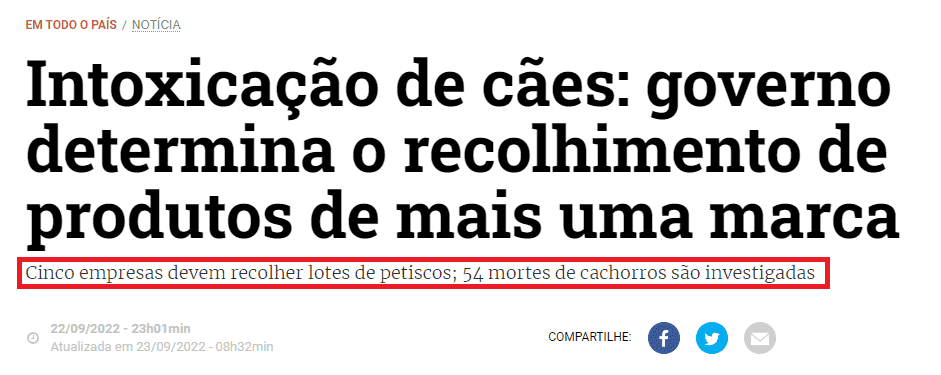 EM TODO O PAÍS / NOTÍCIA
Intoxicação de cães: governo
determina o recolhimento de
produtos de mais uma marca
Cinco empresas devem recolher lotes de petiscos; 54 mortes de cachorros são investigadas
22/09/2022 - 23h01min
Atualizada em 23/09/2022 - 08h32min
COMPARTILHE: